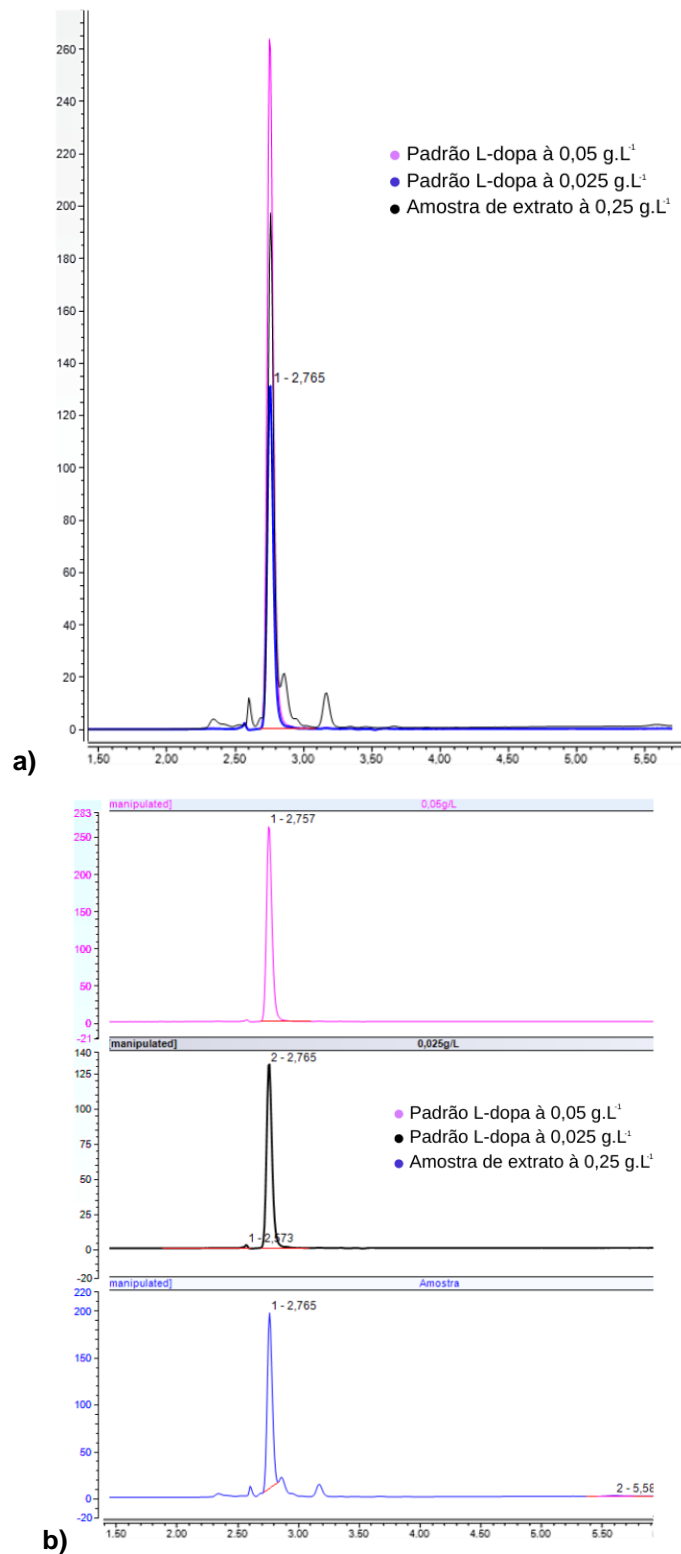 260
240
220
200
180
160
140
120
100
80
60
40
20
0
Padrão L-dopa à 0,05 g.L-1
Padrão L-dopa à 0,025 g.L-1
Amostra de extrato à 0,25 g.L-1
1 - 2,765
1,50 2,00 2,50 3,00 3,50 4,00 4,50 5,00 5,50
a)
manipulated] 0,05g/L
283
250
200
150
100
50
0
-21
1 - 2,757
manipulated] 0,025g/L
140
125
100
75
50
25
0
-20
2 - 2,765
1 - 2,573
Padrão L-dopa à 0,05 g.L-1
Padrão L-dopa à 0,025 g.L-1
Amostra de extrato à 0,25 g.L-1
manipulated] Amostra
220
200
150
100
50
0
-20
1 - 2,765
2 - 5,58
1,50 2,00 2,50 3,00 3,50 4,00 4,50 5,00 5,50
b)